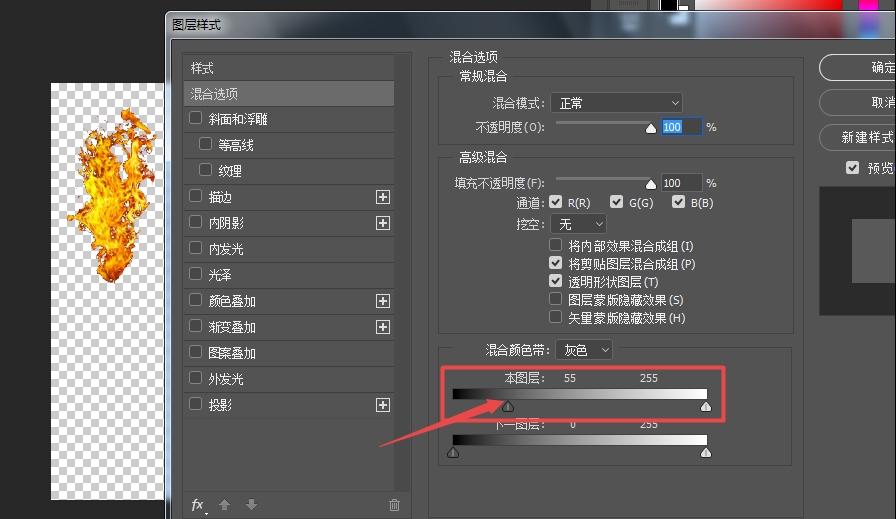 图层样式
样式
混合选项
斜面和浮雕
等高线
纹理
描边
内阴影
内发光
光泽
颜色叠加
渐变叠加
图案叠加
外发光
投影
fx
混合选项
常规混合
混合模式: 正常
不透明度(O): 100 %
高级混合
填充不透明度(F): 100 %
通道: R(R) G(G) B(B)
挖空: 无
将内部效果混合成组(I)
将剪贴图层混合成组(P)
透明形状图层(T)
图层蒙版隐藏效果(S)
矢量蒙版隐藏效果(H)
混合颜色带: 灰色
本图层: 55 255
下一图层: 0 255
确定
取消
新建样式
预览